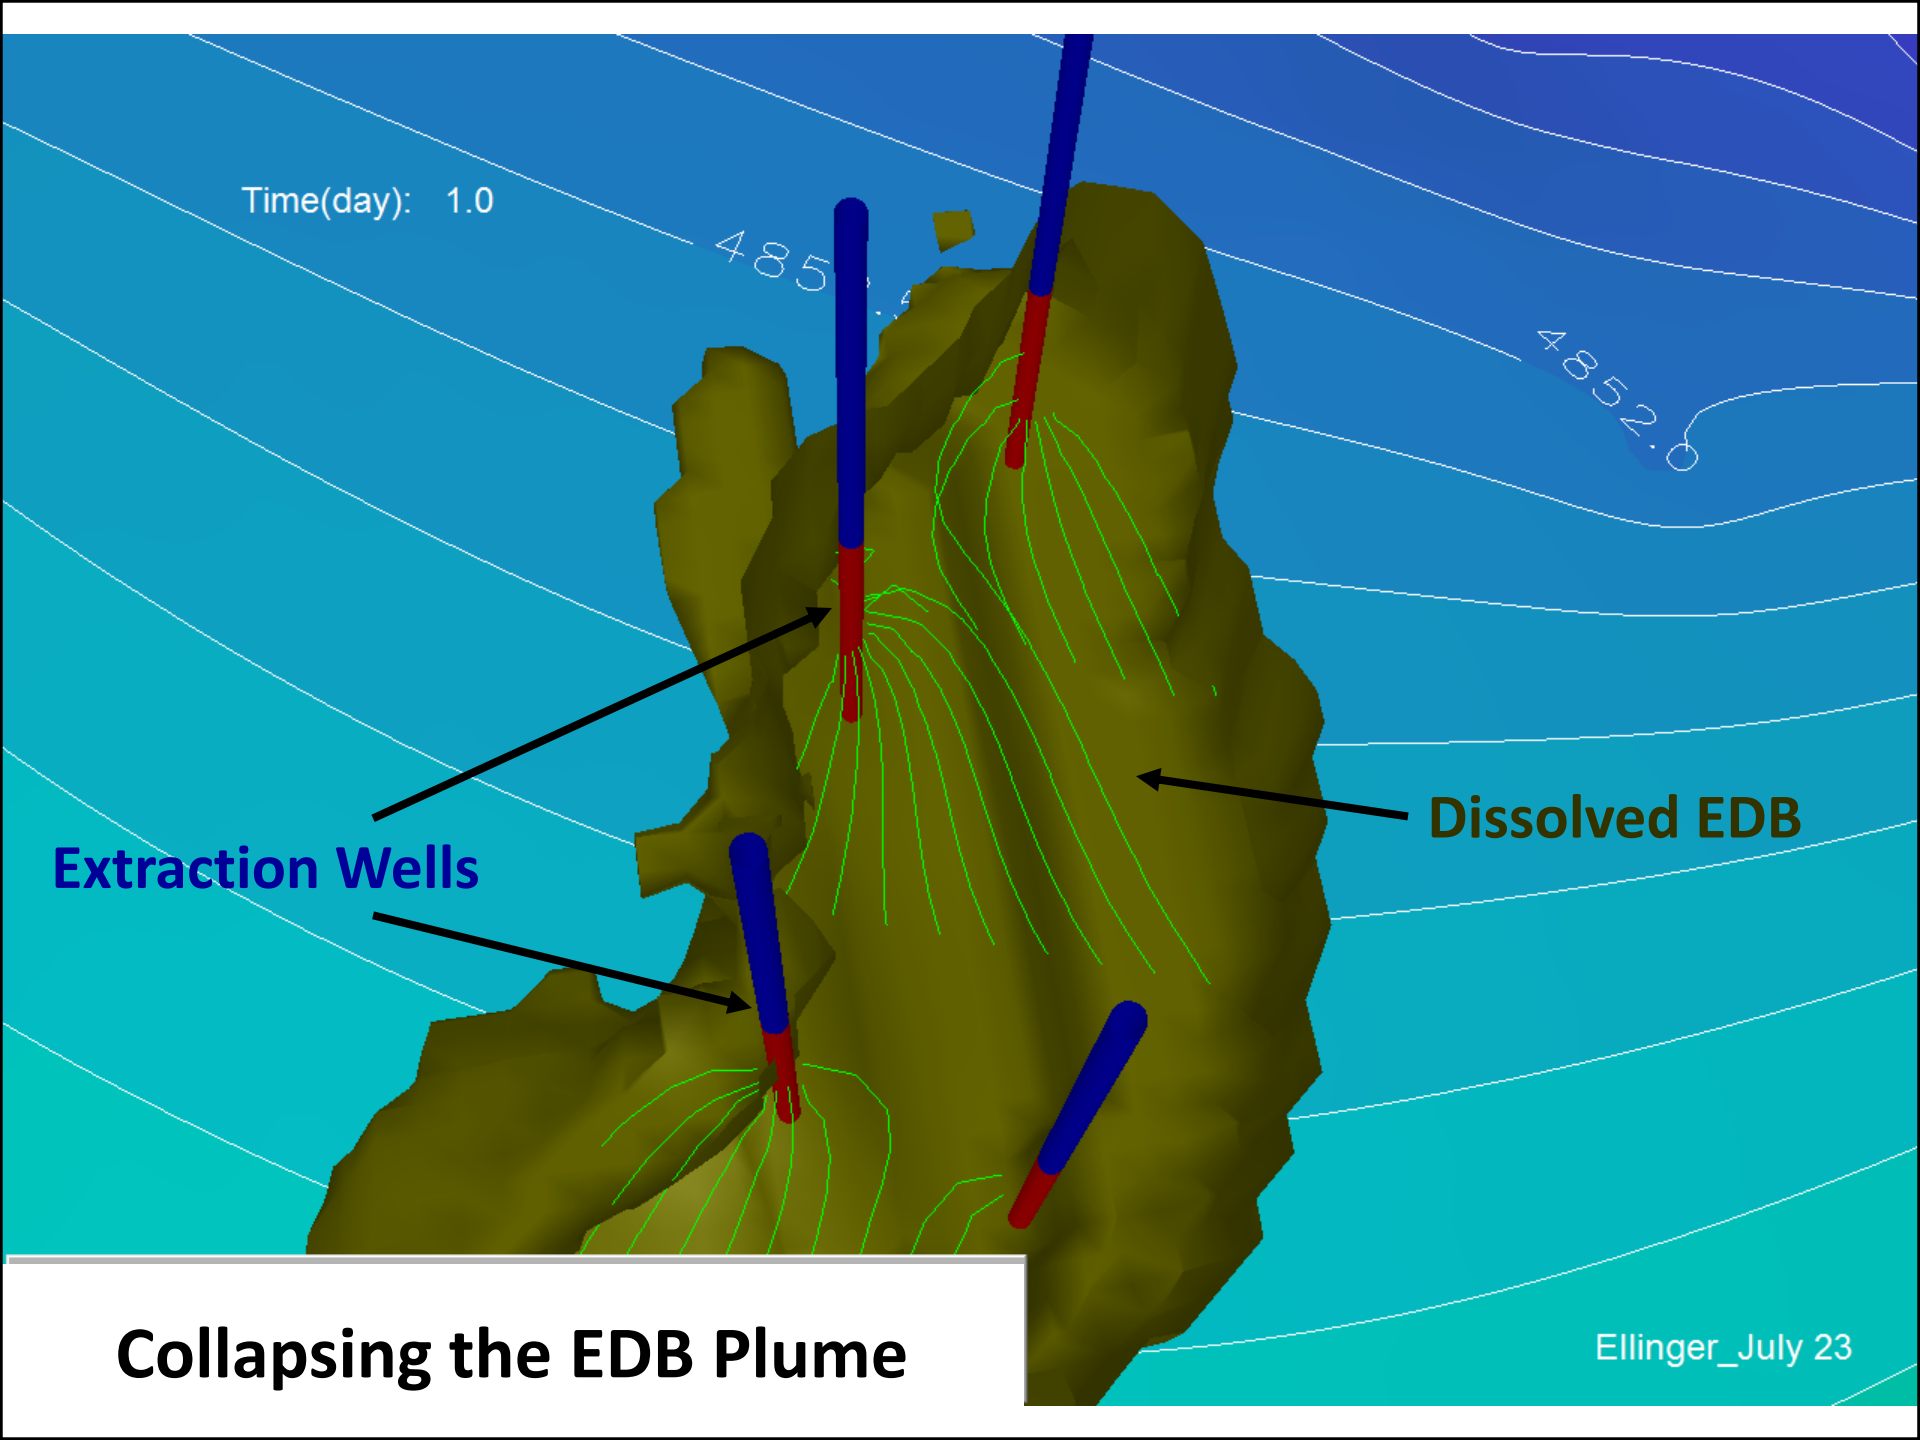 Time(day): 1.0
4852.0
Dissolved EDB
Extraction Wells
Collapsing the EDB Plume
Ellinger_July 23